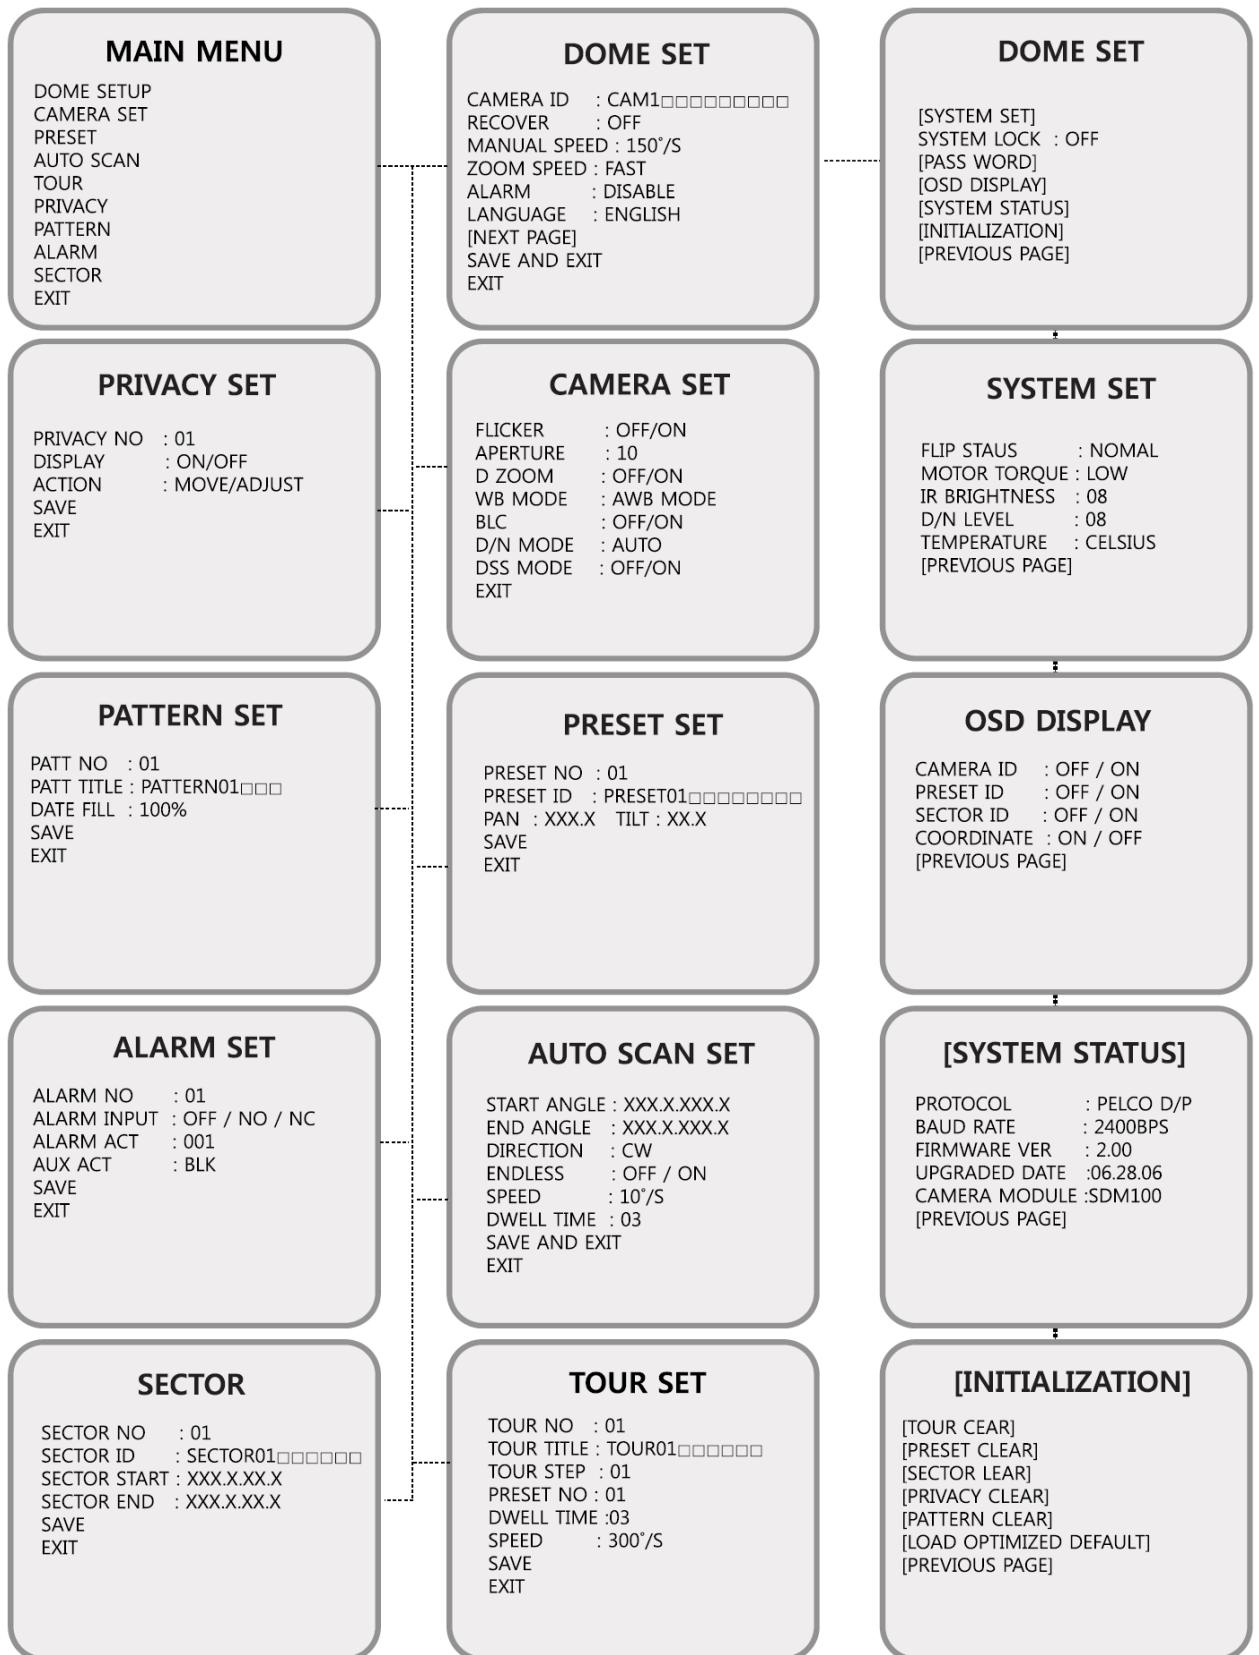 MAIN MENU
DOME SETUP
CAMERA SET
PRESET
AUTO SCAN
TOUR
PRIVACY
PATTERN
ALARM
SECTOR
EXIT
DOME SET
CAMERA ID : CAM1□□□□□□□□□
RECOVER : OFF
MANUAL SPEED : 150˚/S
ZOOM SPEED : FAST
ALARM : DISABLE
LANGUAGE : ENGLISH
[NEXT PAGE]
SAVE AND EXIT
EXIT
DOME SET
[SYSTEM SET]
SYSTEM LOCK : OFF
[PASS WORD]
[OSD DISPLAY]
[SYSTEM STATUS]
[INITIALIZATION]
[PREVIOUS PAGE]
PRIVACY SET
PRIVACY NO : 01
DISPLAY : ON/OFF
ACTION : MOVE/ADJUST
SAVE
EXIT
CAMERA SET
FLICKER : OFF/ON
APERTURE : 10
D ZOOM : OFF/ON
WB MODE : AWB MODE
BLC : OFF/ON
D/N MODE : AUTO
DSS MODE : OFF/ON
EXIT
SYSTEM SET
FLIP STAUS : NOMAL
MOTOR TORQUE : LOW
IR BRIGHTNESS : 08
D/N LEVEL : 08
TEMPERATURE : CELSIUS
[PREVIOUS PAGE]
PATTERN SET
PATT NO : 01
PATT TITLE : PATTERN01□□□
DATE FILL : 100%
SAVE
EXIT
PRESET SET
PRESET NO : 01
PRESET ID : PRESET01□□□□□□□□
PAN : XXX.X TILT : XX.X
SAVE
EXIT
OSD DISPLAY
CAMERA ID : OFF / ON
PRESET ID : OFF / ON
SECTOR ID : OFF / ON
COORDINATE : ON / OFF
[PREVIOUS PAGE]
ALARM SET
ALARM NO : 01
ALARM INPUT : OFF / NO / NC
ALARM ACT : 001
AUX ACT : BLK
SAVE
EXIT
AUTO SCAN SET
START ANGLE : XXX.X.XXX.X
END ANGLE : XXX.X.XXX.X
DIRECTION : CW
ENDLESS : OFF / ON
SPEED : 10˚/S
DWELL TIME : 03
SAVE AND EXIT
EXIT
[SYSTEM STATUS]
PROTOCOL : PELCO D/P
BAUD RATE : 2400BPS
FIRMWARE VER : 2.00
UPGRADED DATE :06.28.06
CAMERA MODULE :SDM100
[PREVIOUS PAGE]
SECTOR
SECTOR NO : 01
SECTOR ID : SECTOR01□□□□□□
SECTOR START : XXX.X.XX.X
SECTOR END : XXX.X.XX.X
SAVE
EXIT
TOUR SET
TOUR NO : 01
TOUR TITLE : TOUR01□□□□□□
TOUR STEP : 01
PRESET NO : 01
DWELL TIME :03
SPEED : 300˚/S
SAVE
EXIT
[INITIALIZATION]
[TOUR CEAR]
[PRESET CLEAR]
[SECTOR LEAR]
[PRIVACY CLEAR]
[PATTERN CLEAR]
[LOAD OPTIMIZED DEFAULT]
[PREVIOUS PAGE]